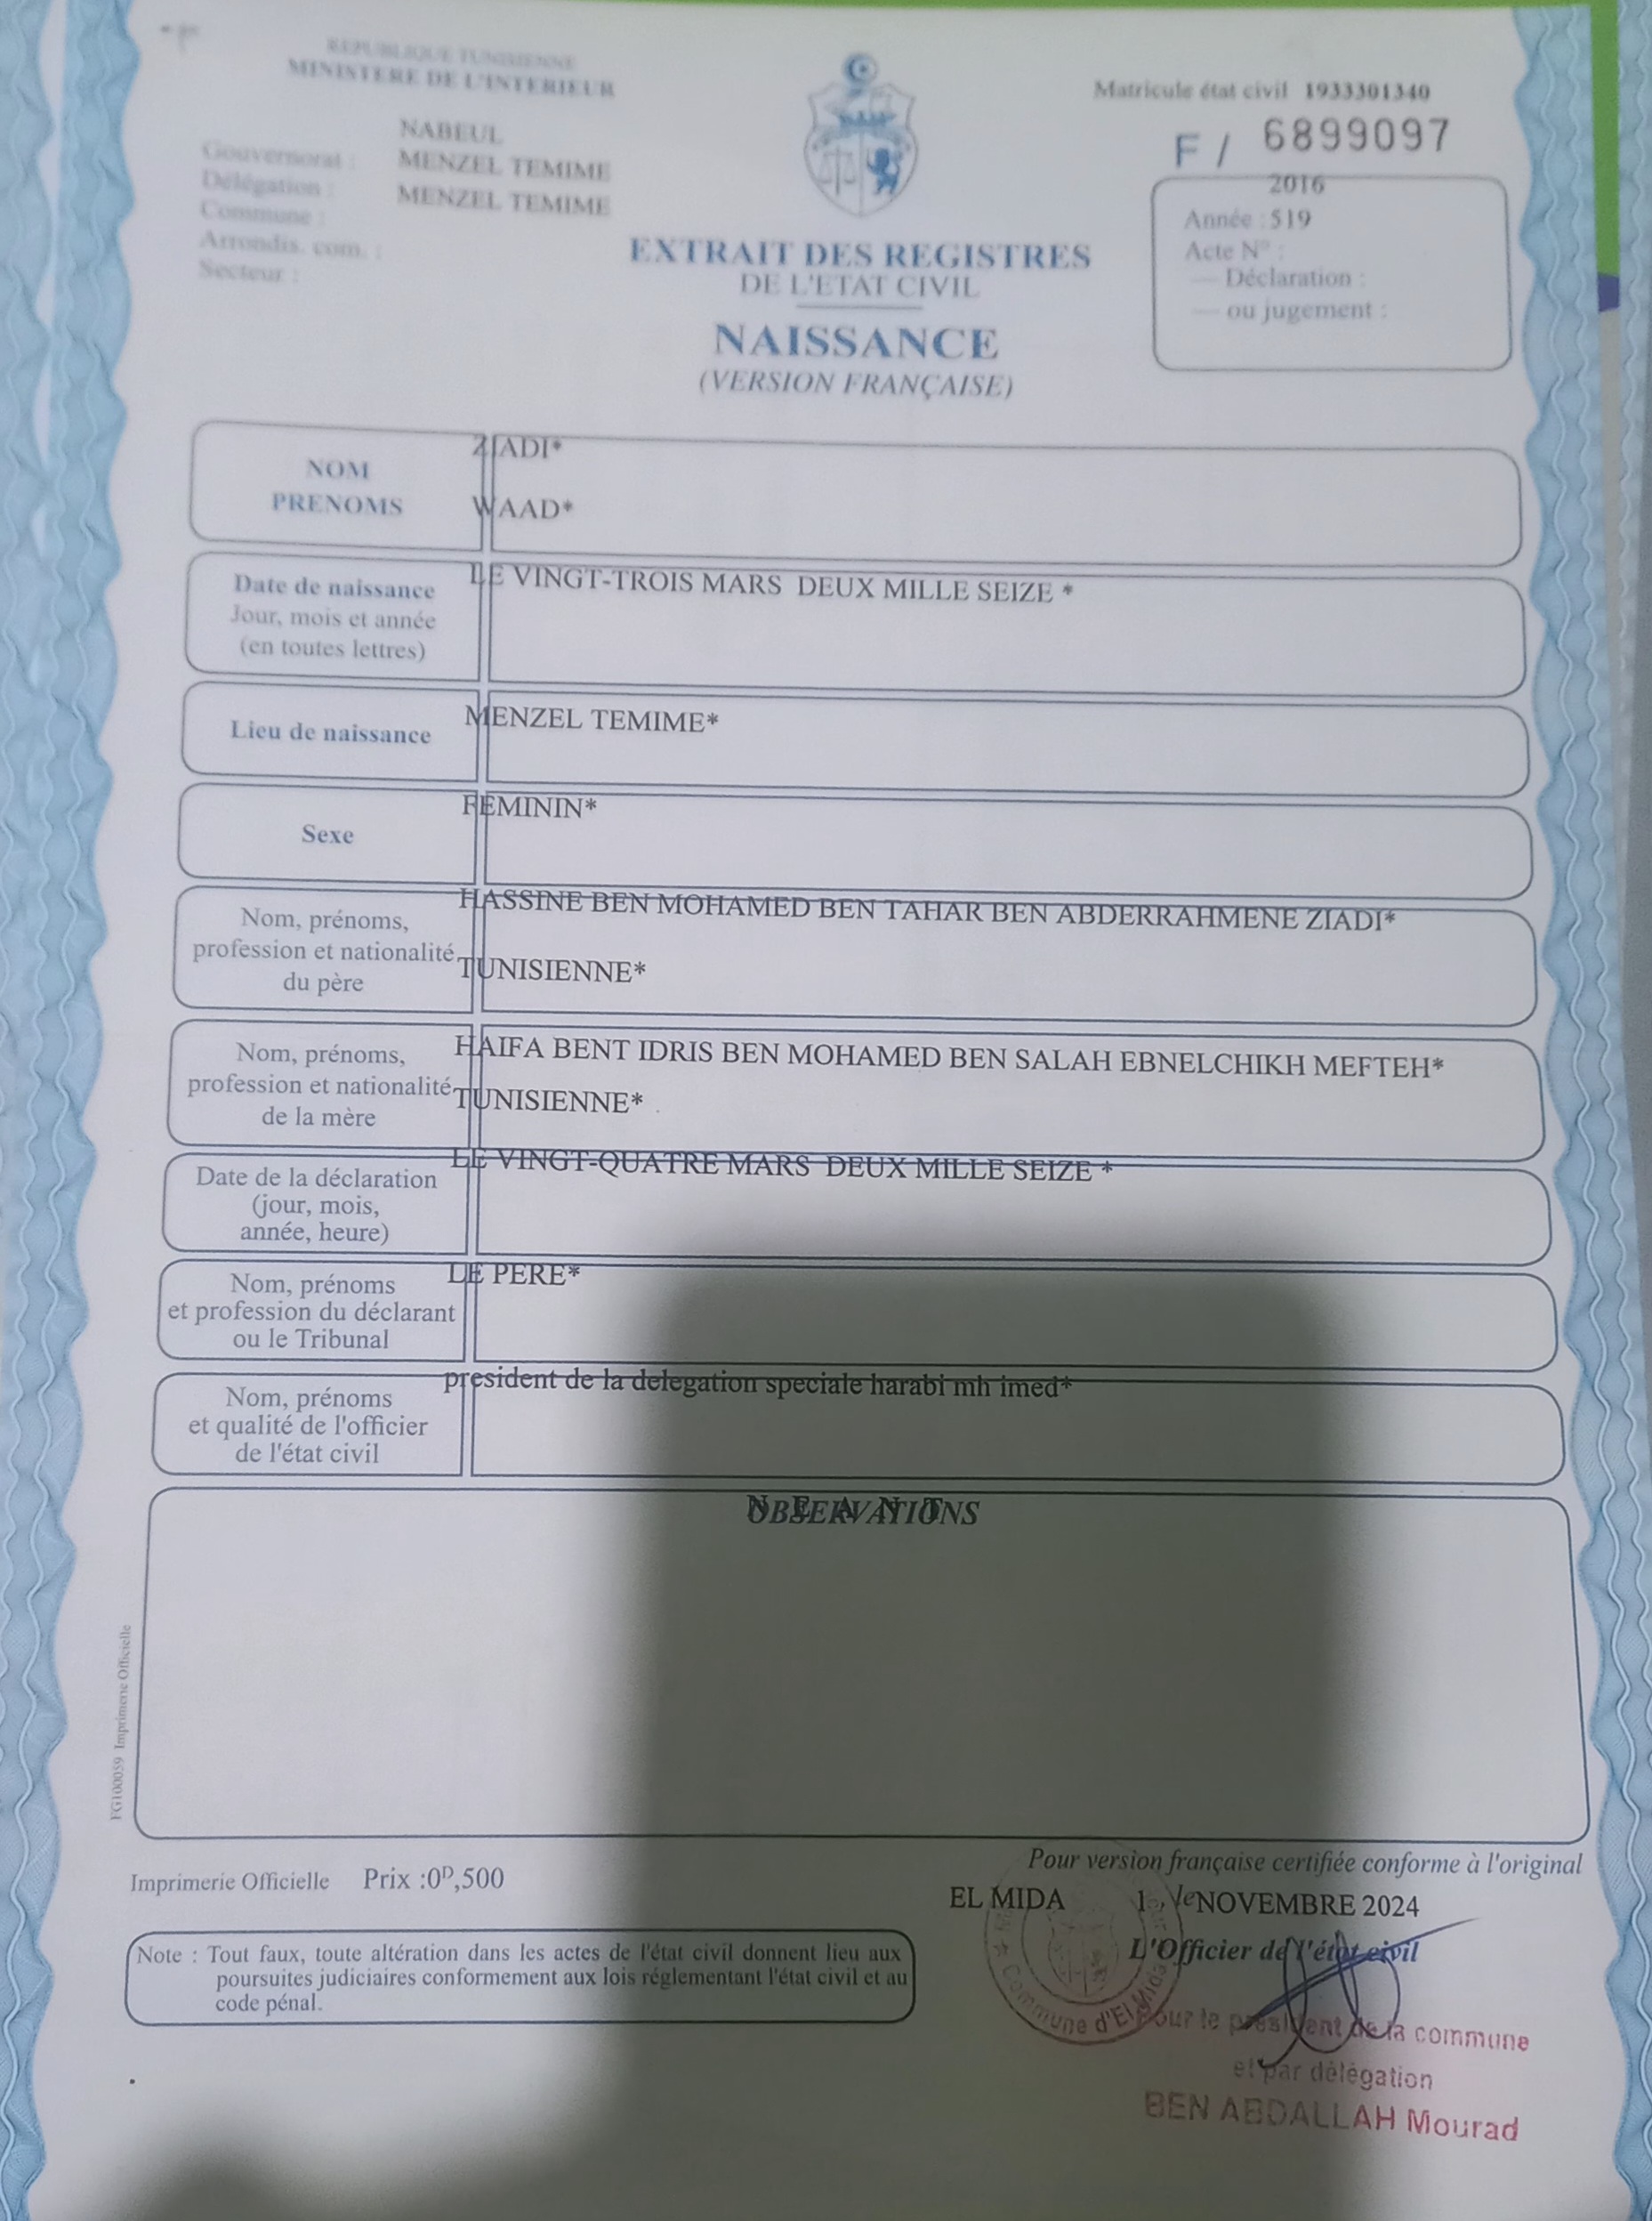 REPUBLIQUE TUNISIENNE
MINISTERE DE L'INTERIEUR
NABEUL
Gouvernorat : MENZEL TEMIME
Délégation : MENZEL TEMIME
Commune :
Arrondis. com. :
Secteur :
Matricule état civil 1933301340
F / 6899097
2016
Année : 519
Acte N° :
— Déclaration :
— ou jugement :
EXTRAIT DES REGISTRES
DE L'ETAT CIVIL
NAISSANCE
(VERSION FRANÇAISE)
NOM ZIADI*
PRENOMS WAAD*
Date de naissance LE VINGT-TROIS MARS DEUX MILLE SEIZE *
Jour, mois et année
(en toutes lettres)
Lieu de naissance MENZEL TEMIME*
Sexe FEMININ*
Nom, prénoms, HASSINE BEN MOHAMED BEN TAHAR BEN ABDERRAHMENE ZIADI*
profession et nationalité TUNISIENNE*
du père
Nom, prénoms, HAIFA BENT IDRIS BEN MOHAMED BEN SALAH EBNELCHIKH MEFTEH*
profession et nationalité TUNISIENNE*
de la mère
Date de la déclaration LE VINGT-QUATRE MARS DEUX MILLE SEIZE *
(jour, mois,
année, heure)
Nom, prénoms LE PERE*
et profession du déclarant
ou le Tribunal
Nom, prénoms president de la delegation speciale harabi mh imed*
et qualité de l'officier
de l'état civil
OBSERVATIONS
N E A N T
FG100059 Imprimerie Officielle
Imprimerie Officielle Prix :0ᴰ,500
Pour version française certifiée conforme à l'original
EL MIDA 1 , le NOVEMBRE 2024
L'Officier de l'état civil
Note : Tout faux, toute altération dans les actes de l'état civil donnent lieu aux
poursuites judiciaires conformement aux lois réglementant l'état civil et au
code pénal.
Commune d'El Mida
Pour le président de la commune
et par délégation
BEN ABDALLAH Mourad